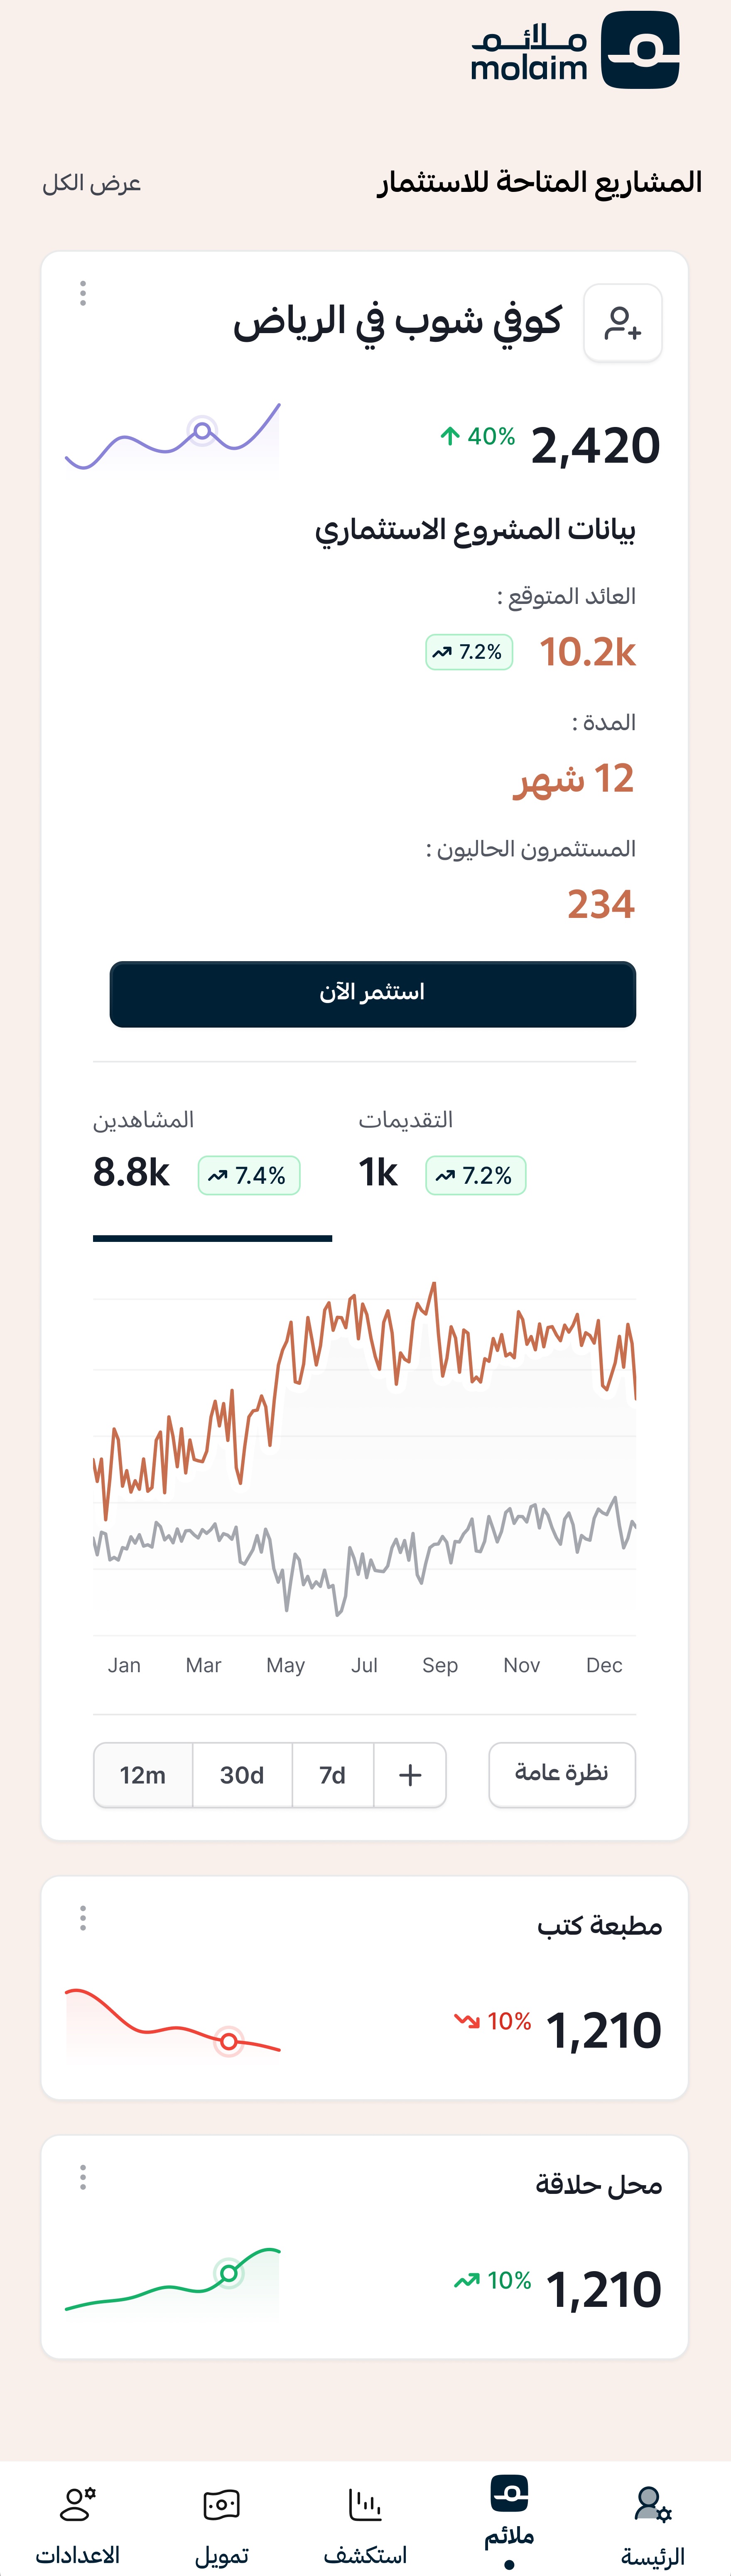 ملائم
molaim
المشاريع المتاحة للاستثمار
عرض الكل
كوفي شوب في الرياض
2,420 40%
بيانات المشروع الاستثماري
العائد المتوقع :
10.2k 7.2%
المدة :
12 شهر
المستثمرون الحاليون :
234
استثمر الآن
التقديمات
1k 7.2%
المشاهدين
8.8k 7.4%
Jan Mar May Jul Sep Nov Dec
نظرة عامة
12m 30d 7d
مطبعة كتب
1,210 10%
محل حلاقة
1,210 10%
الرئيسة
ملائم
استكشف
تمويل
الاعدادات